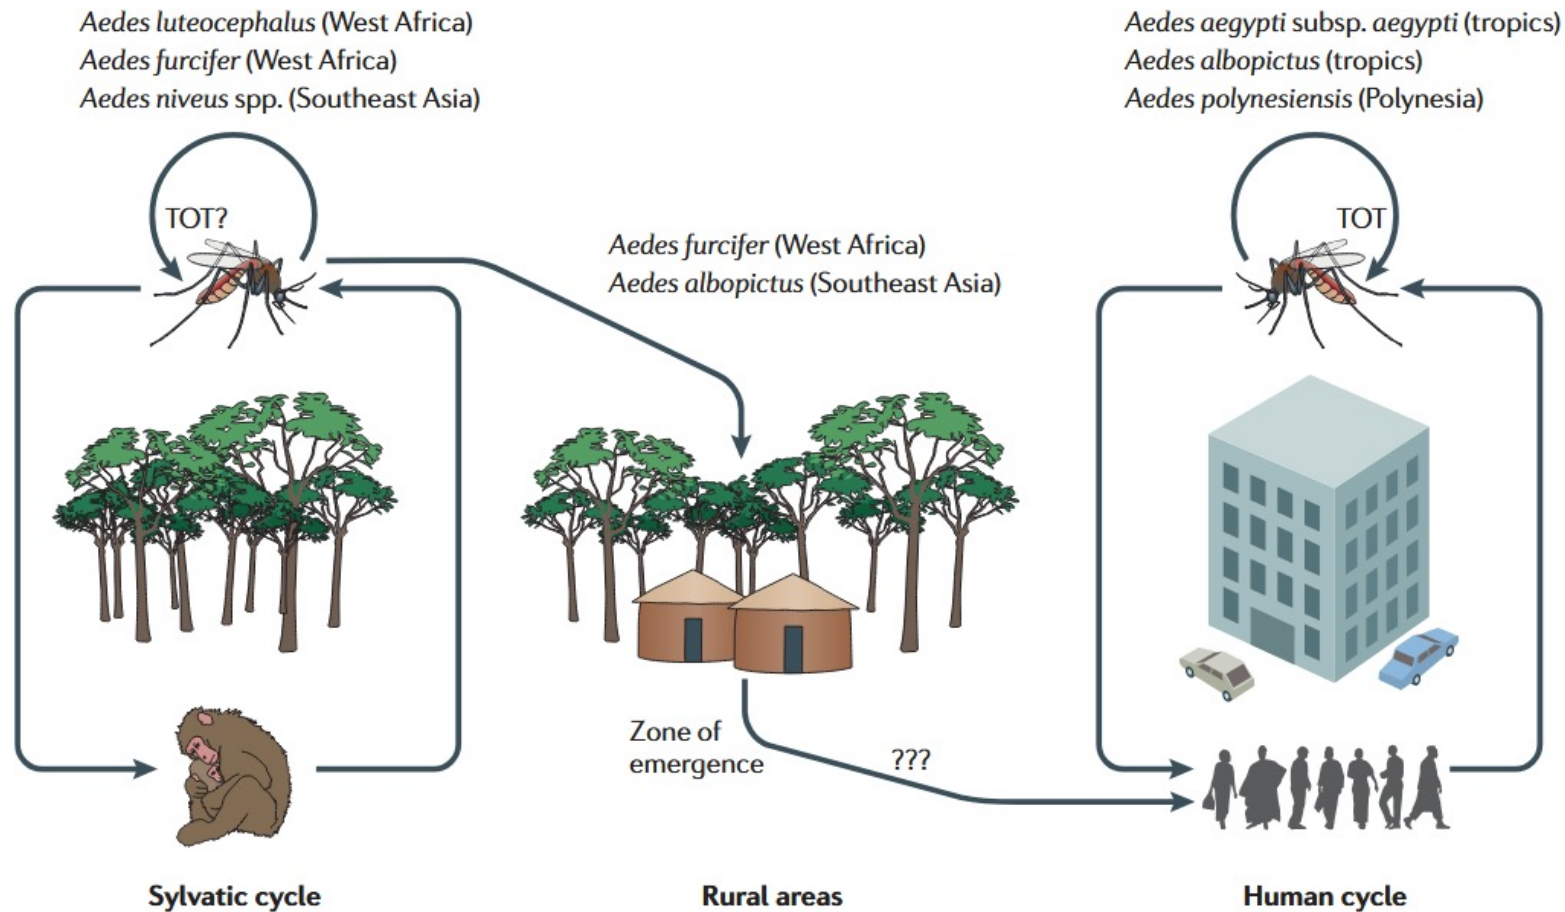 Aedes luteocephalus (West Africa)
Aedes furcifer (West Africa)
Aedes niveus spp. (Southeast Asia)
Aedes aegypti subsp. aegypti (tropics)
Aedes albopictus (tropics)
Aedes polynesiensis (Polynesia)
TOT?
TOT
Aedes furcifer (West Africa)
Aedes albopictus (Southeast Asia)
Zone of
emergence
???
Sylvatic cycle
Rural areas
Human cycle